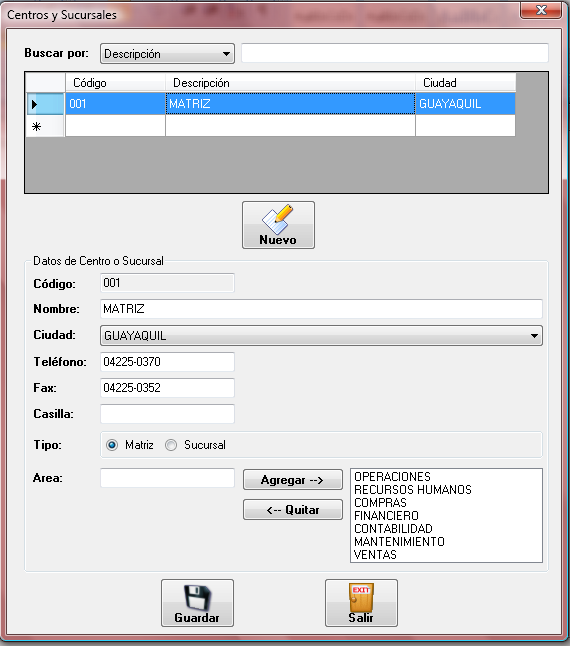 Centros y Sucursales
Buscar por: Descripción
Código Descripción Ciudad
001 MATRIZ GUAYAQUIL
Nuevo
Datos de Centro o Sucursal
Código: 001
Nombre: MATRIZ
Ciudad: GUAYAQUIL
Teléfono: 04225-0370
Fax: 04225-0352
Casilla:
Tipo: Matriz Sucursal
Area: Agregar -->
<-- Quitar
OPERACIONES
RECURSOS HUMANOS
COMPRAS
FINANCIERO
CONTABILIDAD
MANTENIMIENTO
VENTAS
Guardar
EXIT
Salir